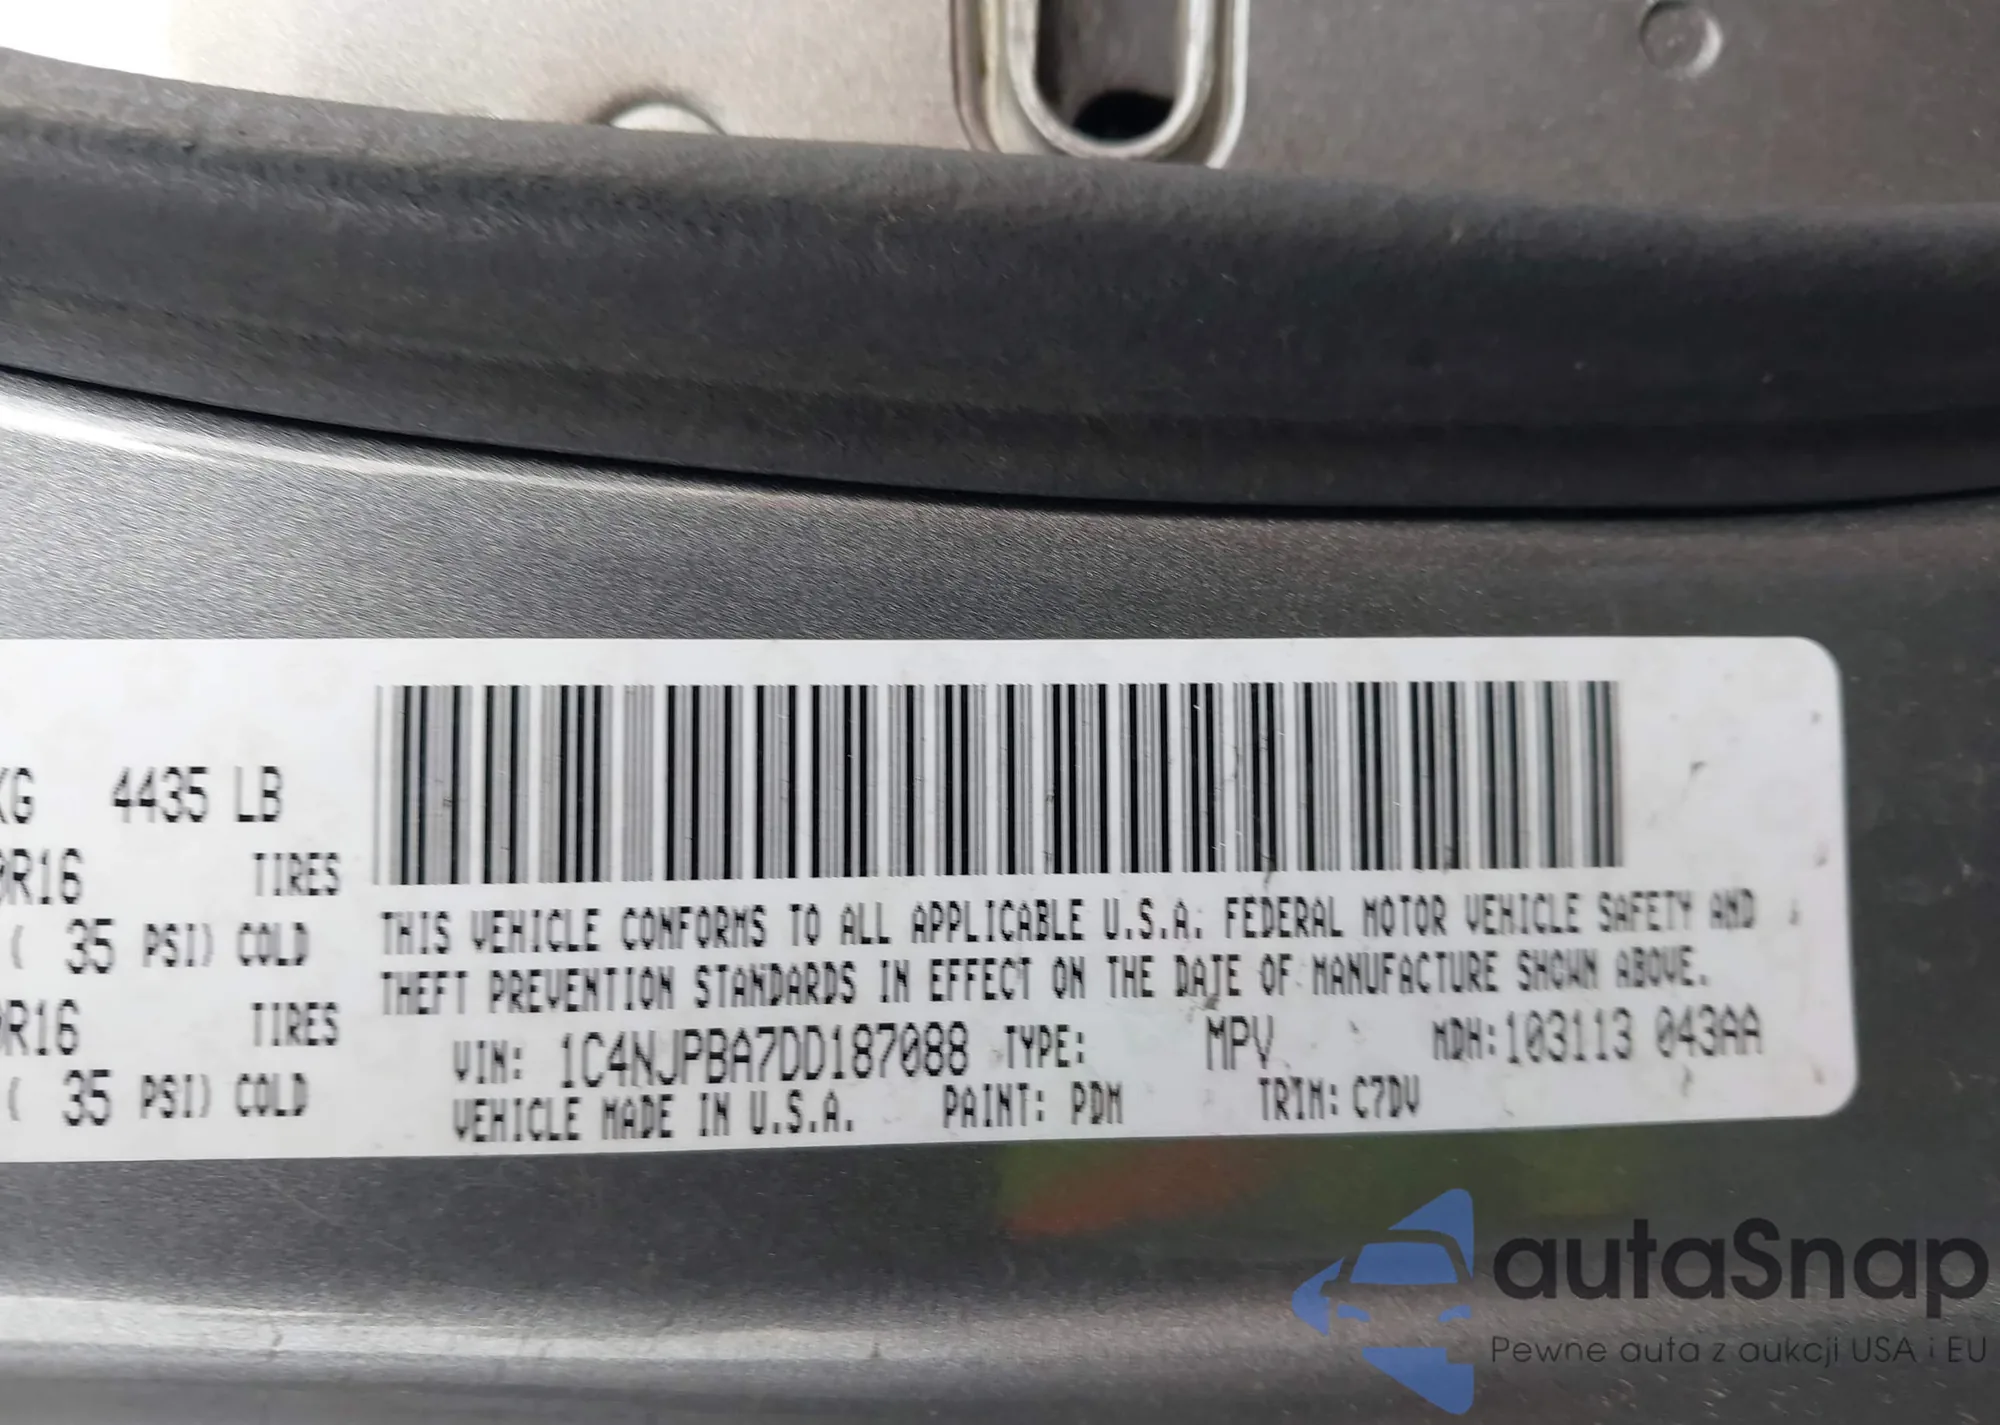 KG 4435 LB
0R16 TIRES
( 35 PSI) COLD
0R16 TIRES
( 35 PSI) COLD
THIS VEHICLE CONFORMS TO ALL APPLICABLE U.S.A. FEDERAL MOTOR VEHICLE SAFETY AND
THEFT PREVENTION STANDARDS IN EFFECT ON THE DATE OF MANUFACTURE SHOWN ABOVE.
VIN: 1C4NJPBA7DD187088 TYPE: MPV MDH: 103113 043AA
VEHICLE MADE IN U.S.A. PAINT: PDM TRIM: C7DV
autaSnap
Pewne auta z aukcji USA i EU